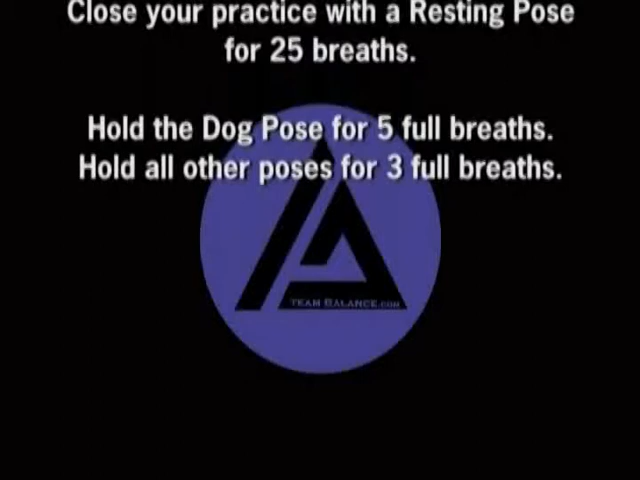 Close your practice with a Resting Pose
for 25 breaths.
Hold the Dog Pose for 5 full breaths.
Hold all other poses for 3 full breaths.
TEAM BALANCE.COM